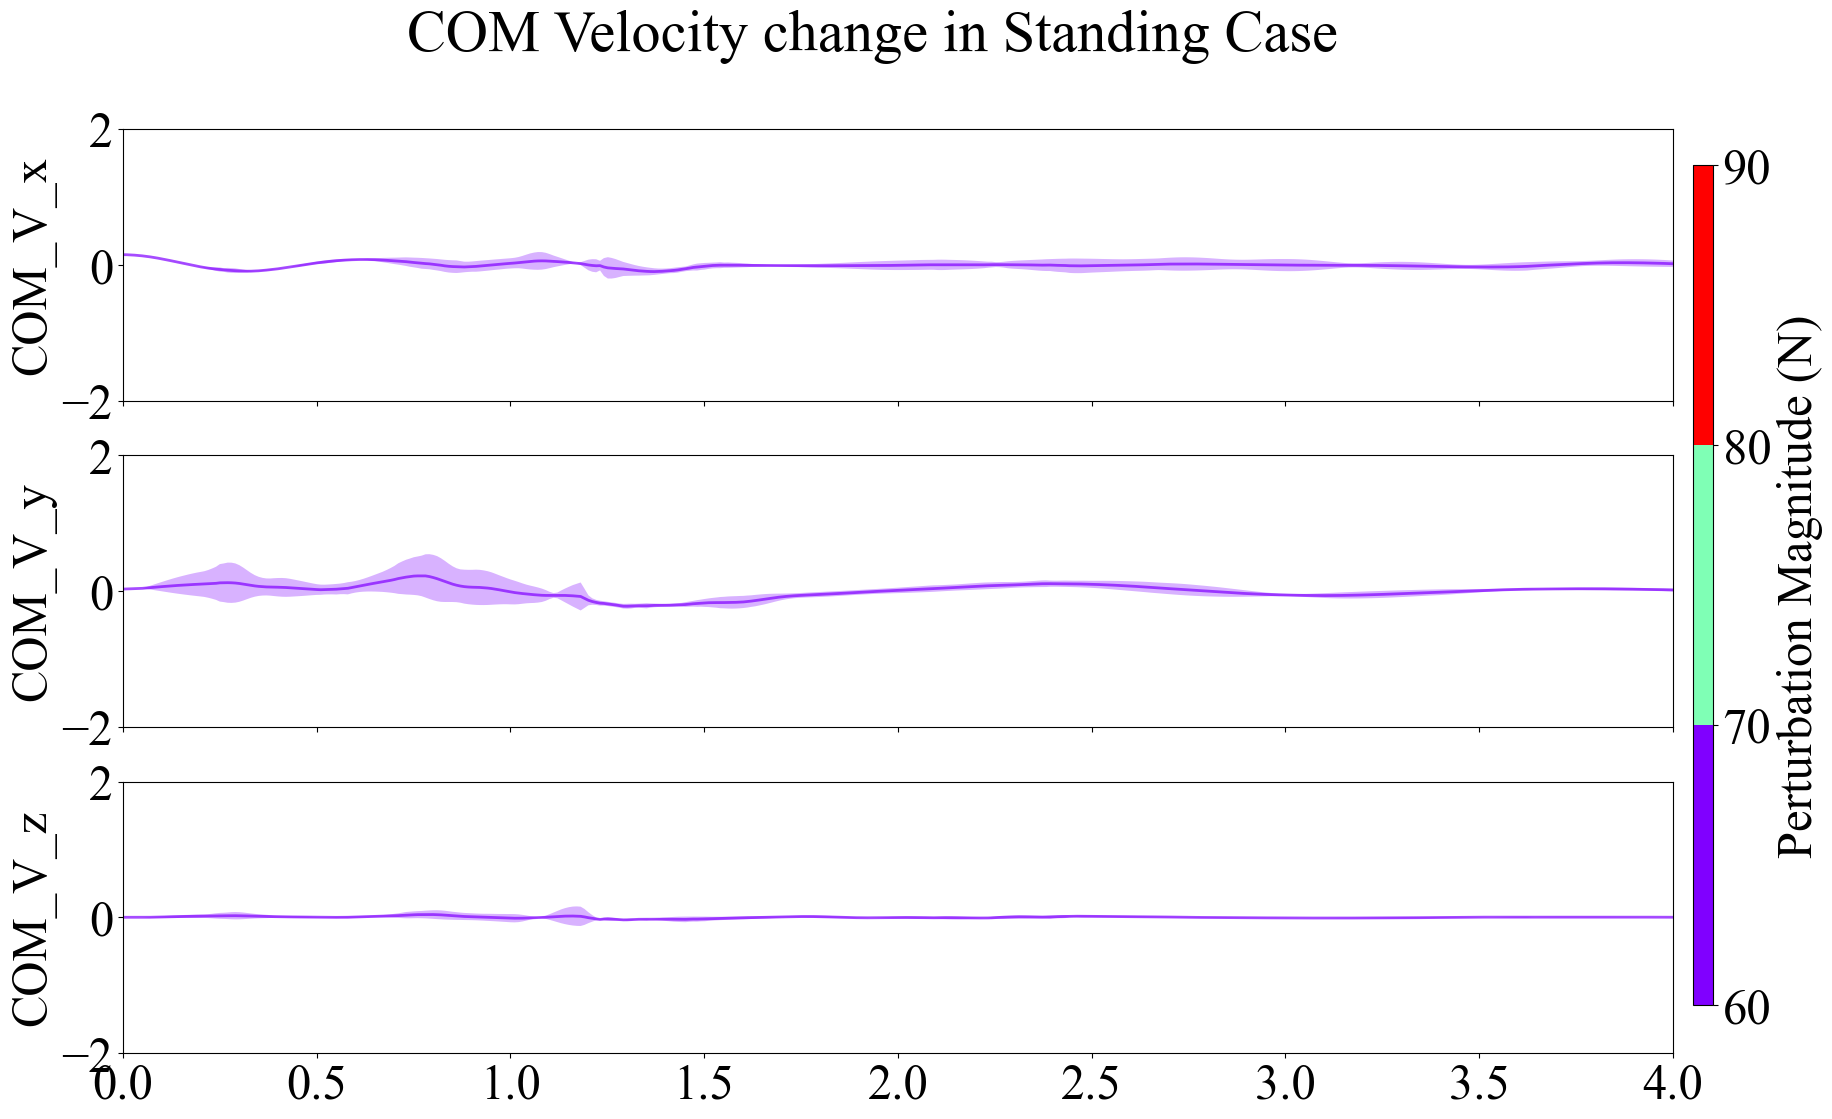 COM Velocity change in Standing Case
COM_V_x
2
0
−2
COM_V_y
2
0
−2
COM_V_z
2
0
−2
0.0 0.5 1.0 1.5 2.0 2.5 3.0 3.5 4.0
90
80
70
60
Perturbation Magnitude (N)